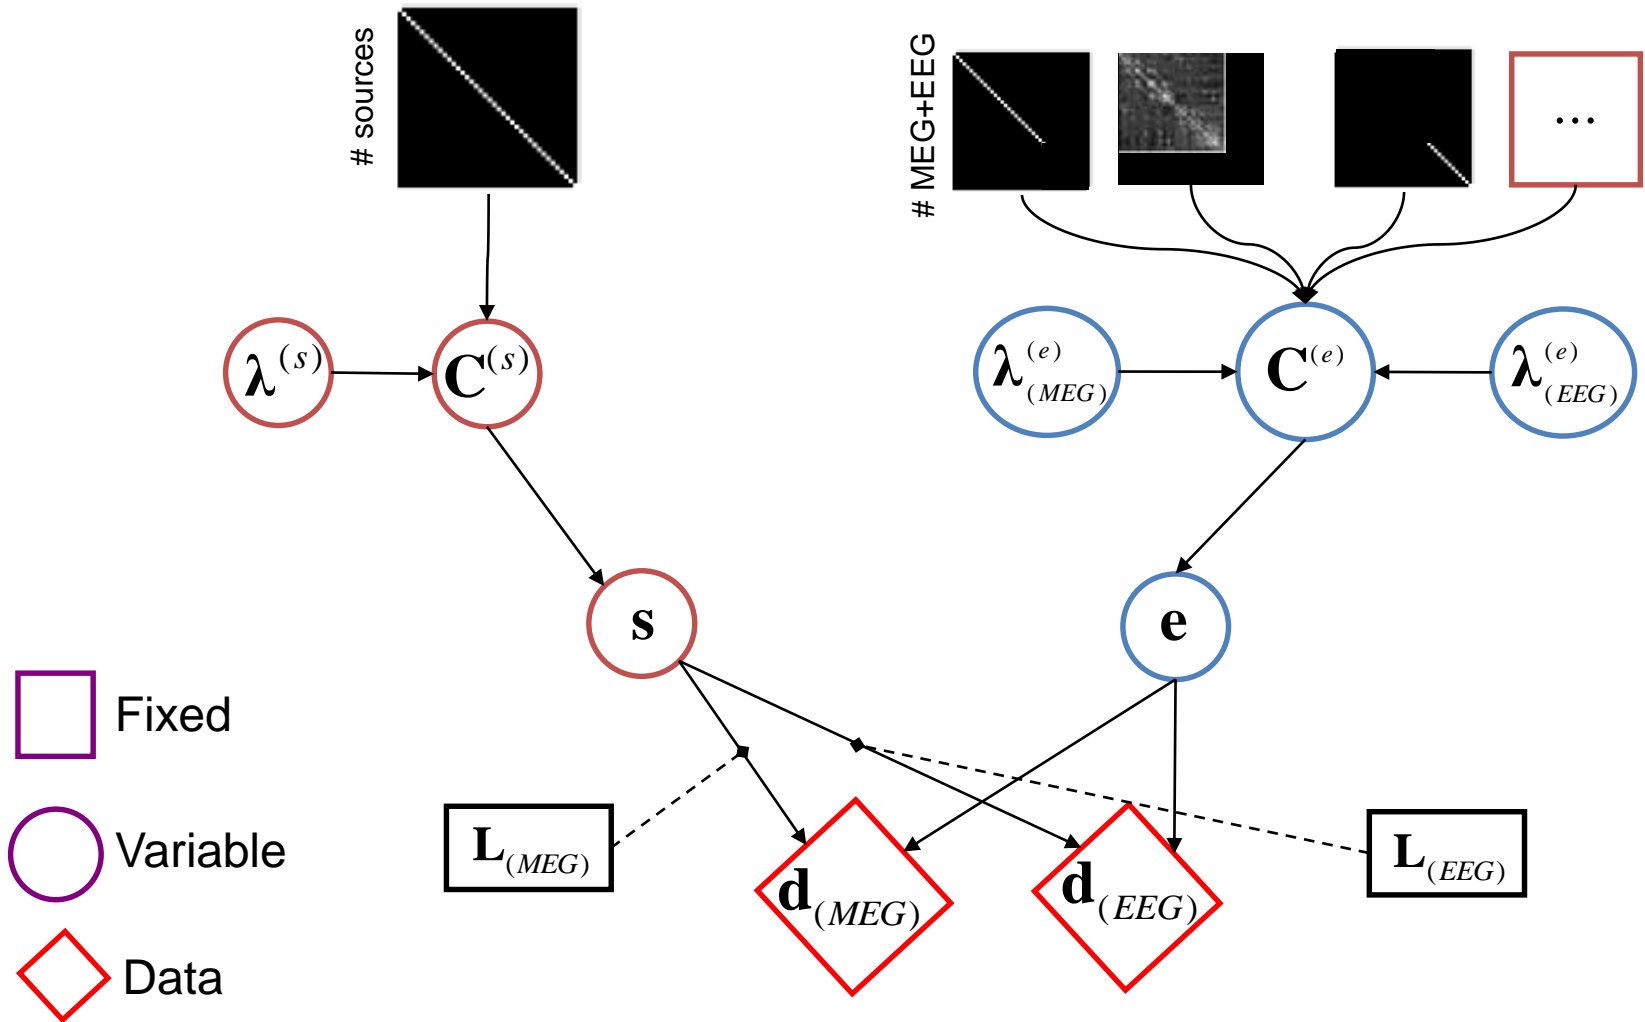 # sources
# MEG+EEG
...
λ(s)
C(s)
λ(e)(MEG)
C(e)
λ(e)(EEG)
s
e
Fixed
Variable
Data
L(MEG)
d(MEG)
d(EEG)
L(EEG)